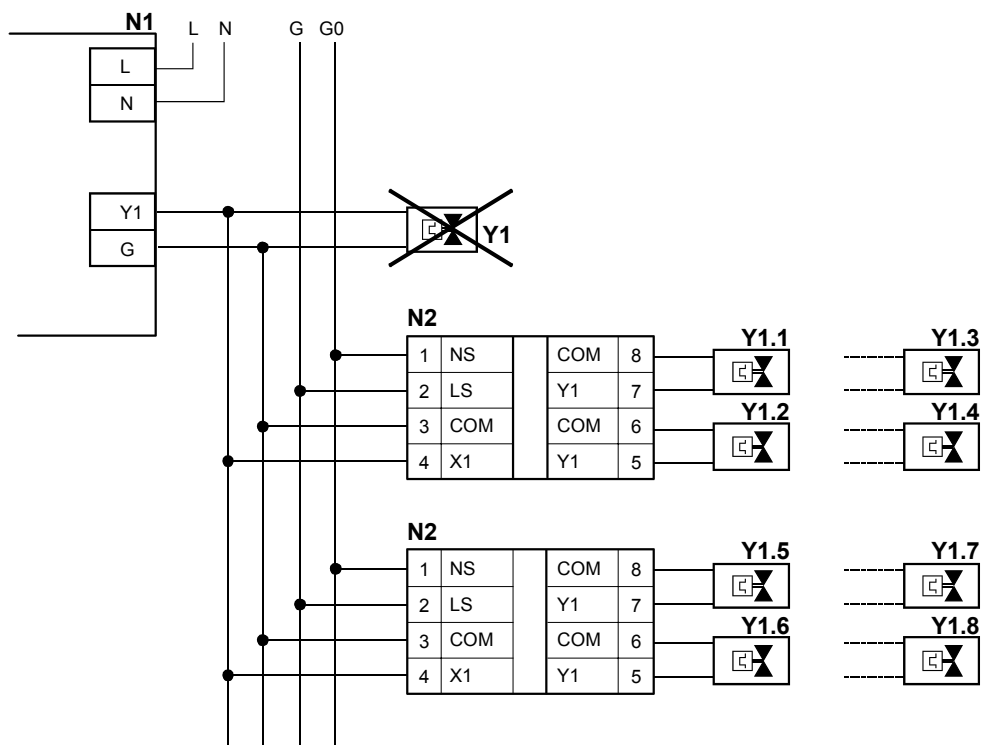 N1 L N G G0
L
N
Y1
G
Y1
N2
1 NS COM 8
2 LS Y1 7
3 COM COM 6
4 X1 Y1 5
Y1.1 Y1.3
Y1.2 Y1.4
N2
1 NS COM 8
2 LS Y1 7
3 COM COM 6
4 X1 Y1 5
Y1.5 Y1.7
Y1.6 Y1.8